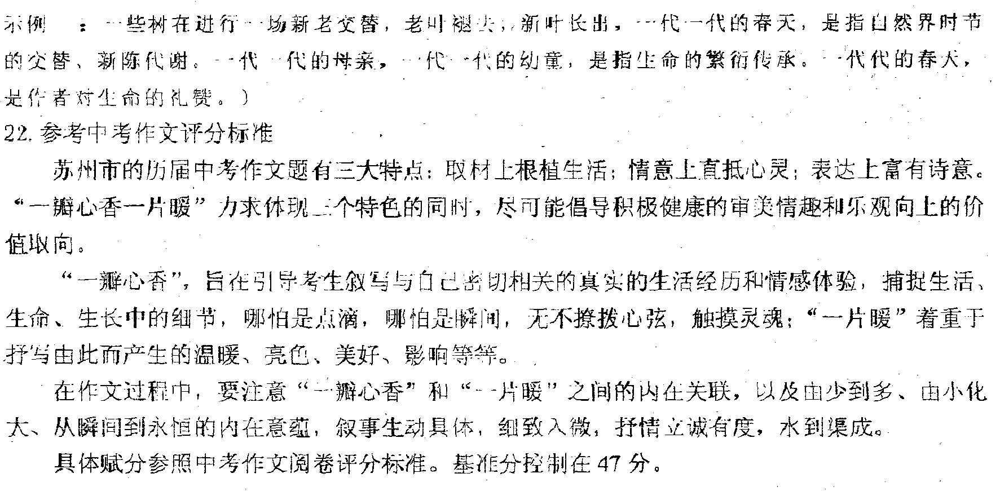 示例 ：一些树在进行一场新老交替，老叶褪去，新叶长出，一代一代的春天，是指自然界时节
的交替、新陈代谢。一代一代的母亲，一代一代的幼童，是指生命的繁衍传承。一代代的春天，
是作者对生命的礼赞。）
22. 参考中考作文评分标准
苏州市的历届中考作文题有三大特点：取材上根植生活；情意上直抵心灵；表达上富有诗意。
“一瓣心香一片暖”力求体现三个特色的同时，尽可能倡导积极健康的审美情趣和乐观向上的价
值取向。
“一瓣心香”，旨在引导考生叙写与自己密切相关的真实的生活经历和情感体验，捕捉生活、
生命、生长中的细节，哪怕是点滴，哪怕是瞬间，无不撩拨心弦，触摸灵魂；“一片暖”着重于
抒写由此而产生的温暖、亮色、美好、影响等等。
在作文过程中，要注意“一瓣心香”和“一片暖”之间的内在关联，以及由少到多、由小化
大、从瞬间到永恒的内在意蕴，叙事生动具体，细致入微，抒情立诚有度，水到渠成。
具体赋分参照中考作文阅卷评分标准。基准分控制在 47 分。